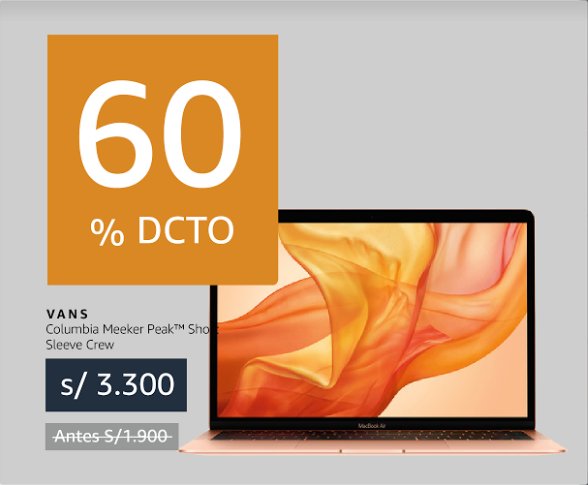 60
% DCTO
VANS
Columbia Meeker Peak™ Short
Sleeve Crew
s/ 3.300
Antes S/1.900
MacBook Air